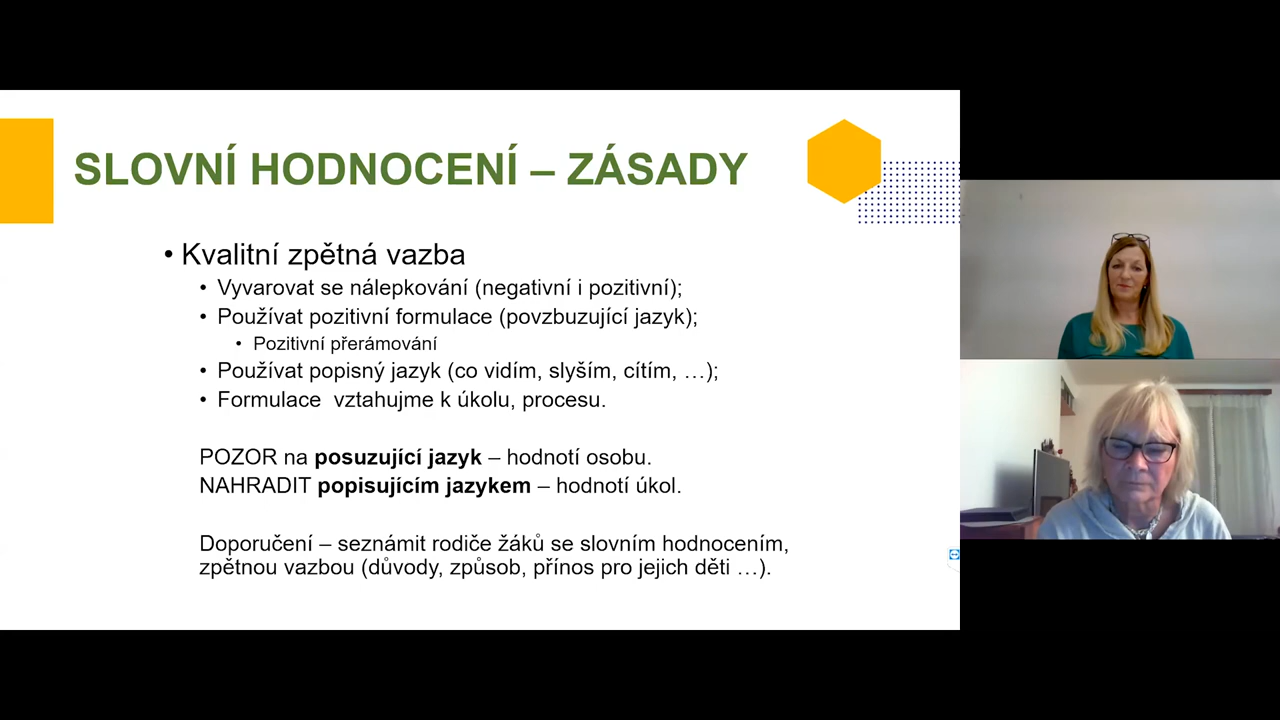 SLOVNÍ HODNOCENÍ – ZÁSADY
• Kvalitní zpětná vazba
• Vyvarovat se nálepkování (negativní i pozitivní);
• Používat pozitivní formulace (povzbuzující jazyk);
• Pozitivní přerámování
• Používat popisný jazyk (co vidím, slyším, cítím, …);
• Formulace  vztahujme k úkolu, procesu.
POZOR na posuzující jazyk – hodnotí osobu.
NAHRADIT popisujícím jazykem – hodnotí úkol.
Doporučení – seznámit rodiče žáků se slovním hodnocením,
zpětnou vazbou (důvody, způsob, přínos pro jejich děti …).